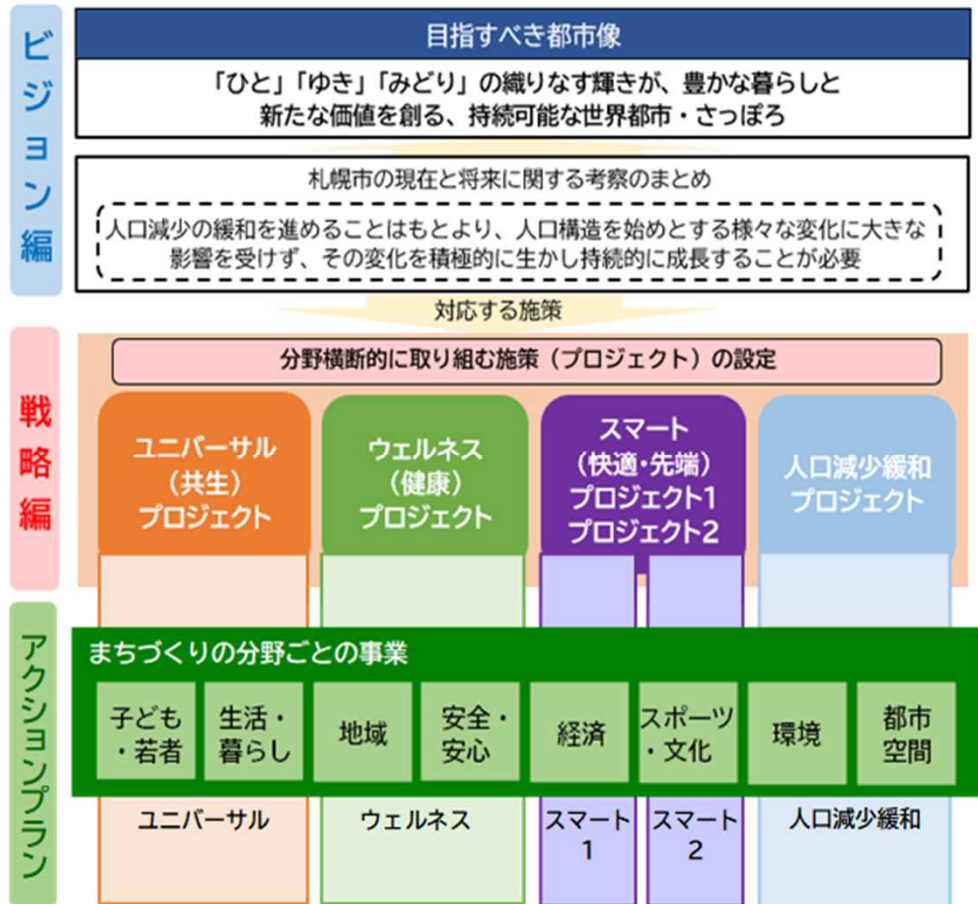 ビジョン編
目指すべき都市像
「ひと」「ゆき」「みどり」の織りなす輝きが、豊かな暮らしと
新たな価値を創る、持続可能な世界都市・さっぽろ
札幌市の現在と将来に関する考察のまとめ
人口減少の緩和を進めることはもとより、人口構造を始めとする様々な変化に大きな
影響を受けず、その変化を積極的に生かし持続的に成長することが必要
対応する施策
戦略編
分野横断的に取り組む施策（プロジェクト）の設定
ユニバーサル
（共生）
プロジェクト
ウェルネス
（健康）
プロジェクト
スマート
（快適・先端）
プロジェクト1
プロジェクト2
人口減少緩和
プロジェクト
アクションプラン
まちづくりの分野ごとの事業
子ども
・若者
生活・
暮らし
地域
安全・
安心
経済
スポーツ
・文化
環境
都市
空間
ユニバーサル
ウェルネス
スマート
1
スマート
2
人口減少緩和